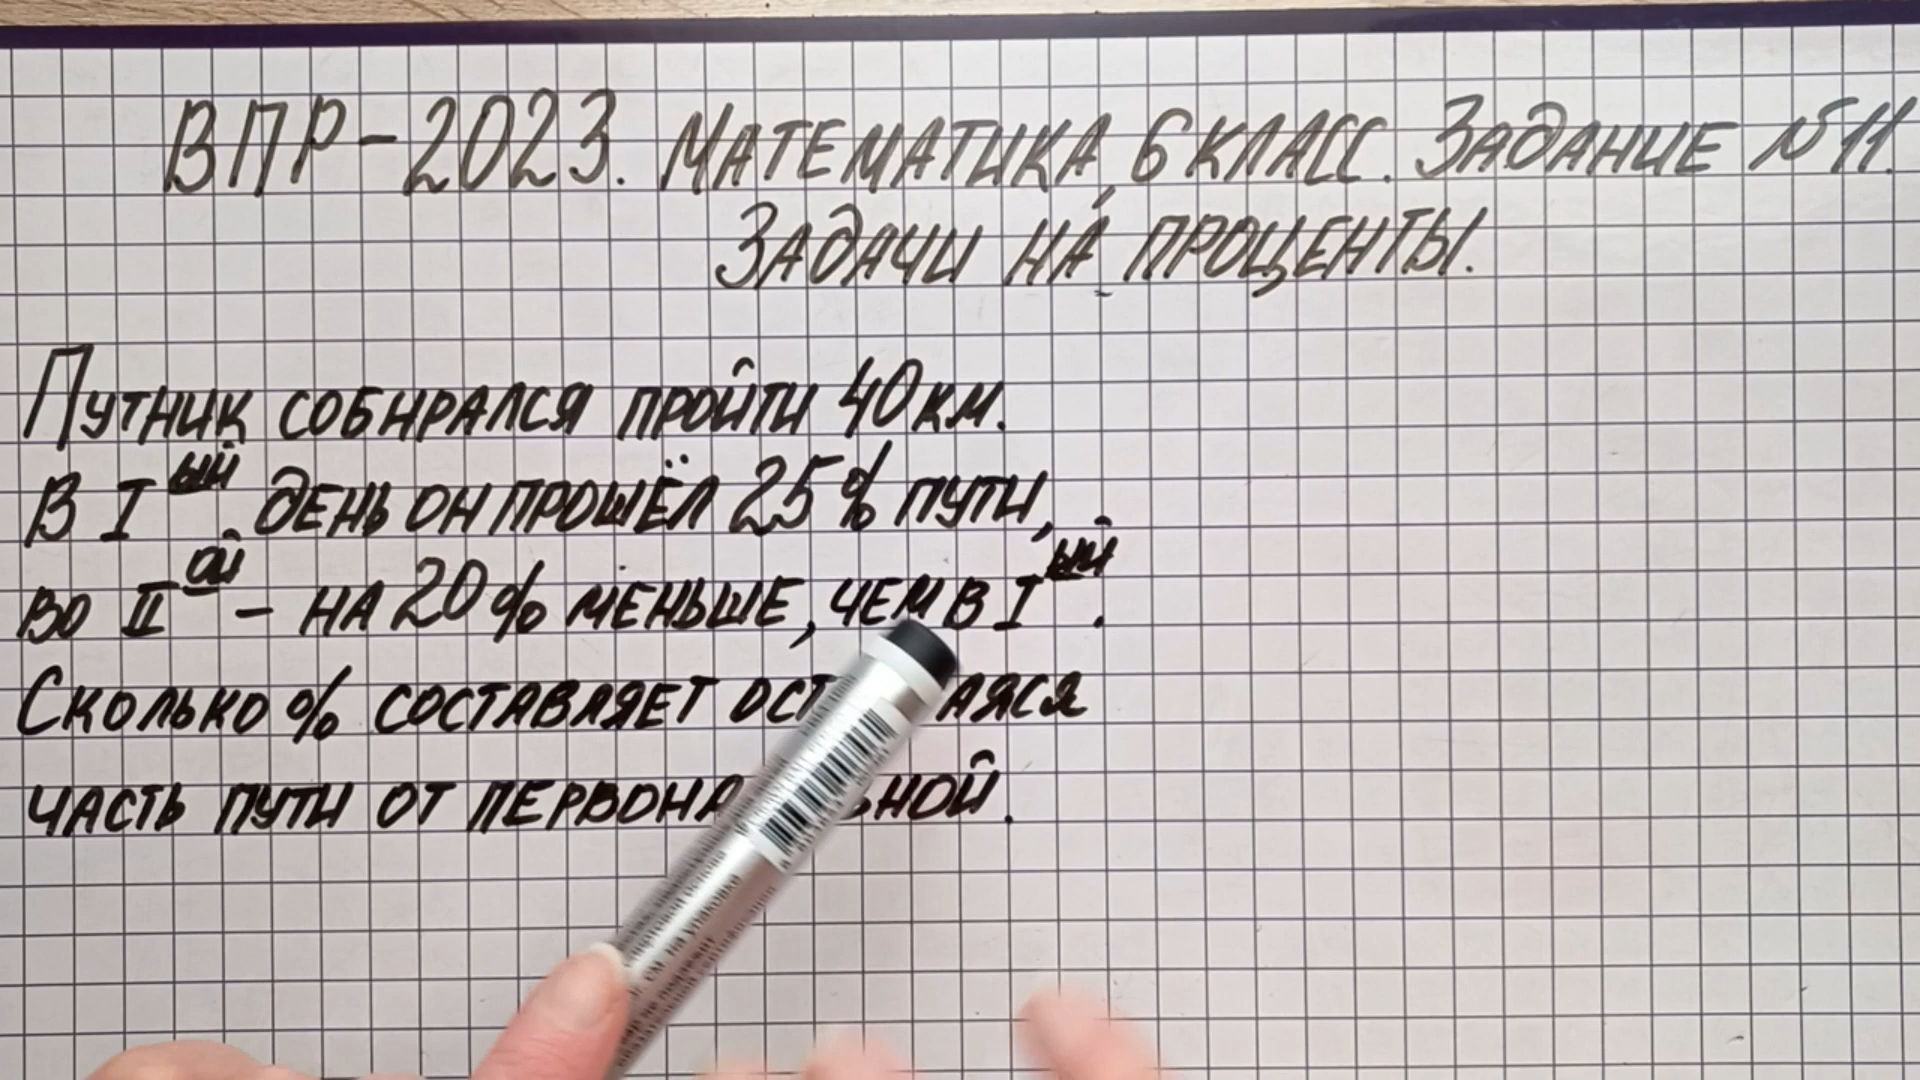 ВПР-2023. МАТЕМАТИКА, 6 КЛАСС. ЗАДАНИЕ №11.
ЗАДАЧИ НА ПРОЦЕНТЫ.
ПУТНИК СОБИРАЛСЯ ПРОЙТИ 40 КМ.
В I ый ДЕНЬ ОН ПРОШЁЛ 25% ПУТИ,
ВО II ой – НА 20% МЕНЬШЕ, ЧЕМ В I ый.
СКОЛЬКО % СОСТАВЛЯЕТ
ЧАСТЬ ПУТИ ОТ